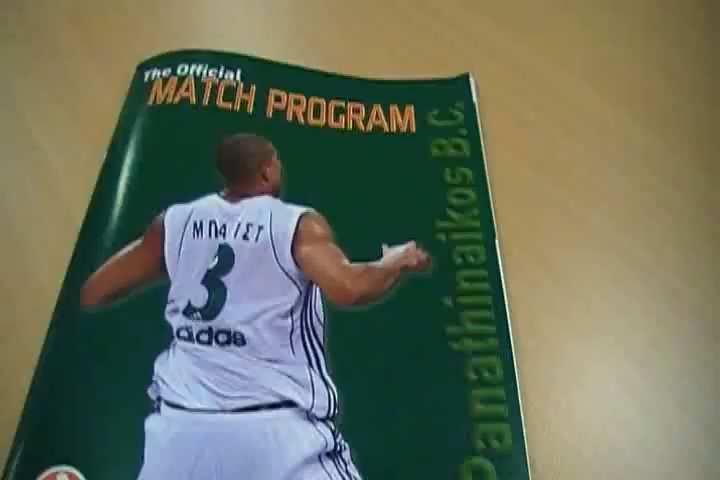 The Official
MATCH PROGRAM
Panathinaikos B.C.
ΜΠΑΤΙΣΤ
3
adidas